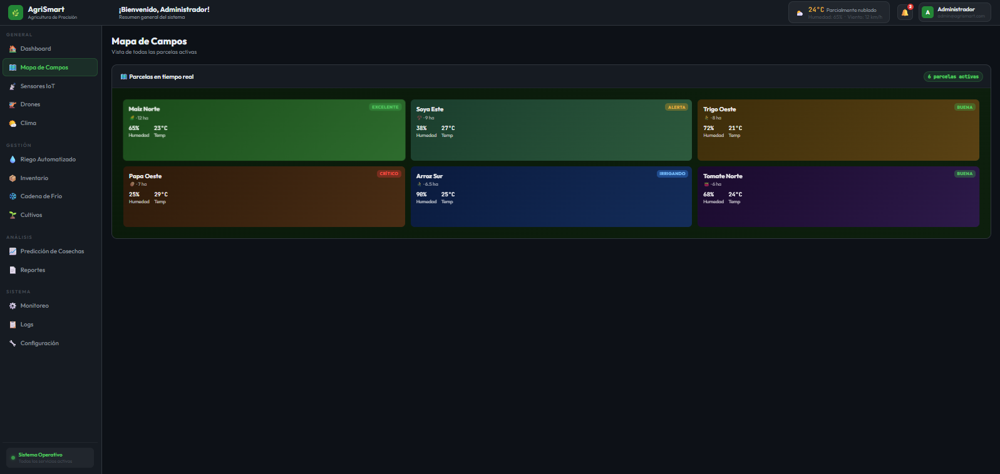 AgriSmart
Agricultura de Precisión
¡Bienvenido, Administrador!
Resumen general del sistema
24°C Parcialmente nublado
Humedad: 65% · Viento: 12 km/h
2
A
Administrador
admin@agrismart.com
GENERAL
Dashboard
Mapa de Campos
Sensores IoT
Drones
Clima
GESTIÓN
Riego Automatizado
Inventario
Cadena de Frío
Cultivos
ANÁLISIS
Predicción de Cosechas
Reportes
SISTEMA
Monitoreo
Logs
Configuración
Sistema Operativo
Todos los servicios activos
Mapa de Campos
Vista de todas las parcelas activas
Parcelas en tiempo real
6 parcelas activas
Maíz Norte
EXCELENTE
· 12 ha
65% 23°C
Humedad Temp
Soya Este
ALERTA
· 9 ha
38% 27°C
Humedad Temp
Trigo Oeste
BUENA
· 8 ha
72% 21°C
Humedad Temp
Papa Oeste
CRÍTICO
· 7 ha
25% 29°C
Humedad Temp
Arroz Sur
IRRIGANDO
· 6.5 ha
90% 25°C
Humedad Temp
Tomate Norte
BUENA
· 6 ha
68% 24°C
Humedad Temp